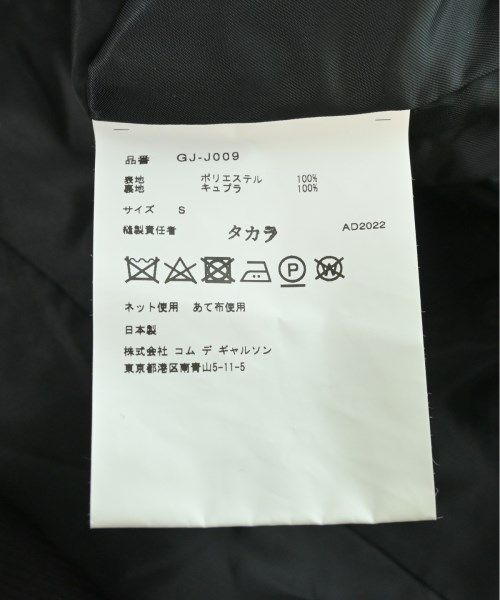 品番 GJ-J009
表地 ポリエステル 100%
裏地 キュプラ 100%
サイズ S
縫製責任者 タカラ AD2022
P W
ネット使用 あて布使用
日本製
株式会社 コム デ ギャルソン
東京都港区南青山5-11-5